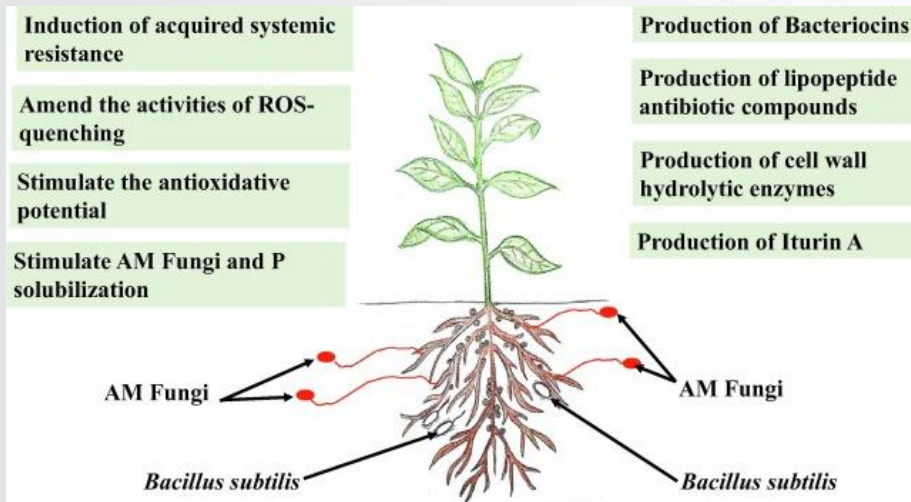 Induction of acquired systemic
resistance
Amend the activities of ROS-
quenching
Stimulate the antioxidative
potential
Stimulate AM Fungi and P
solubilization
Production of Bacteriocins
Production of lipopeptide
antibiotic compounds
Production of cell wall
hydrolytic enzymes
Production of Iturin A
AM Fungi
AM Fungi
Bacillus subtilis
Bacillus subtilis